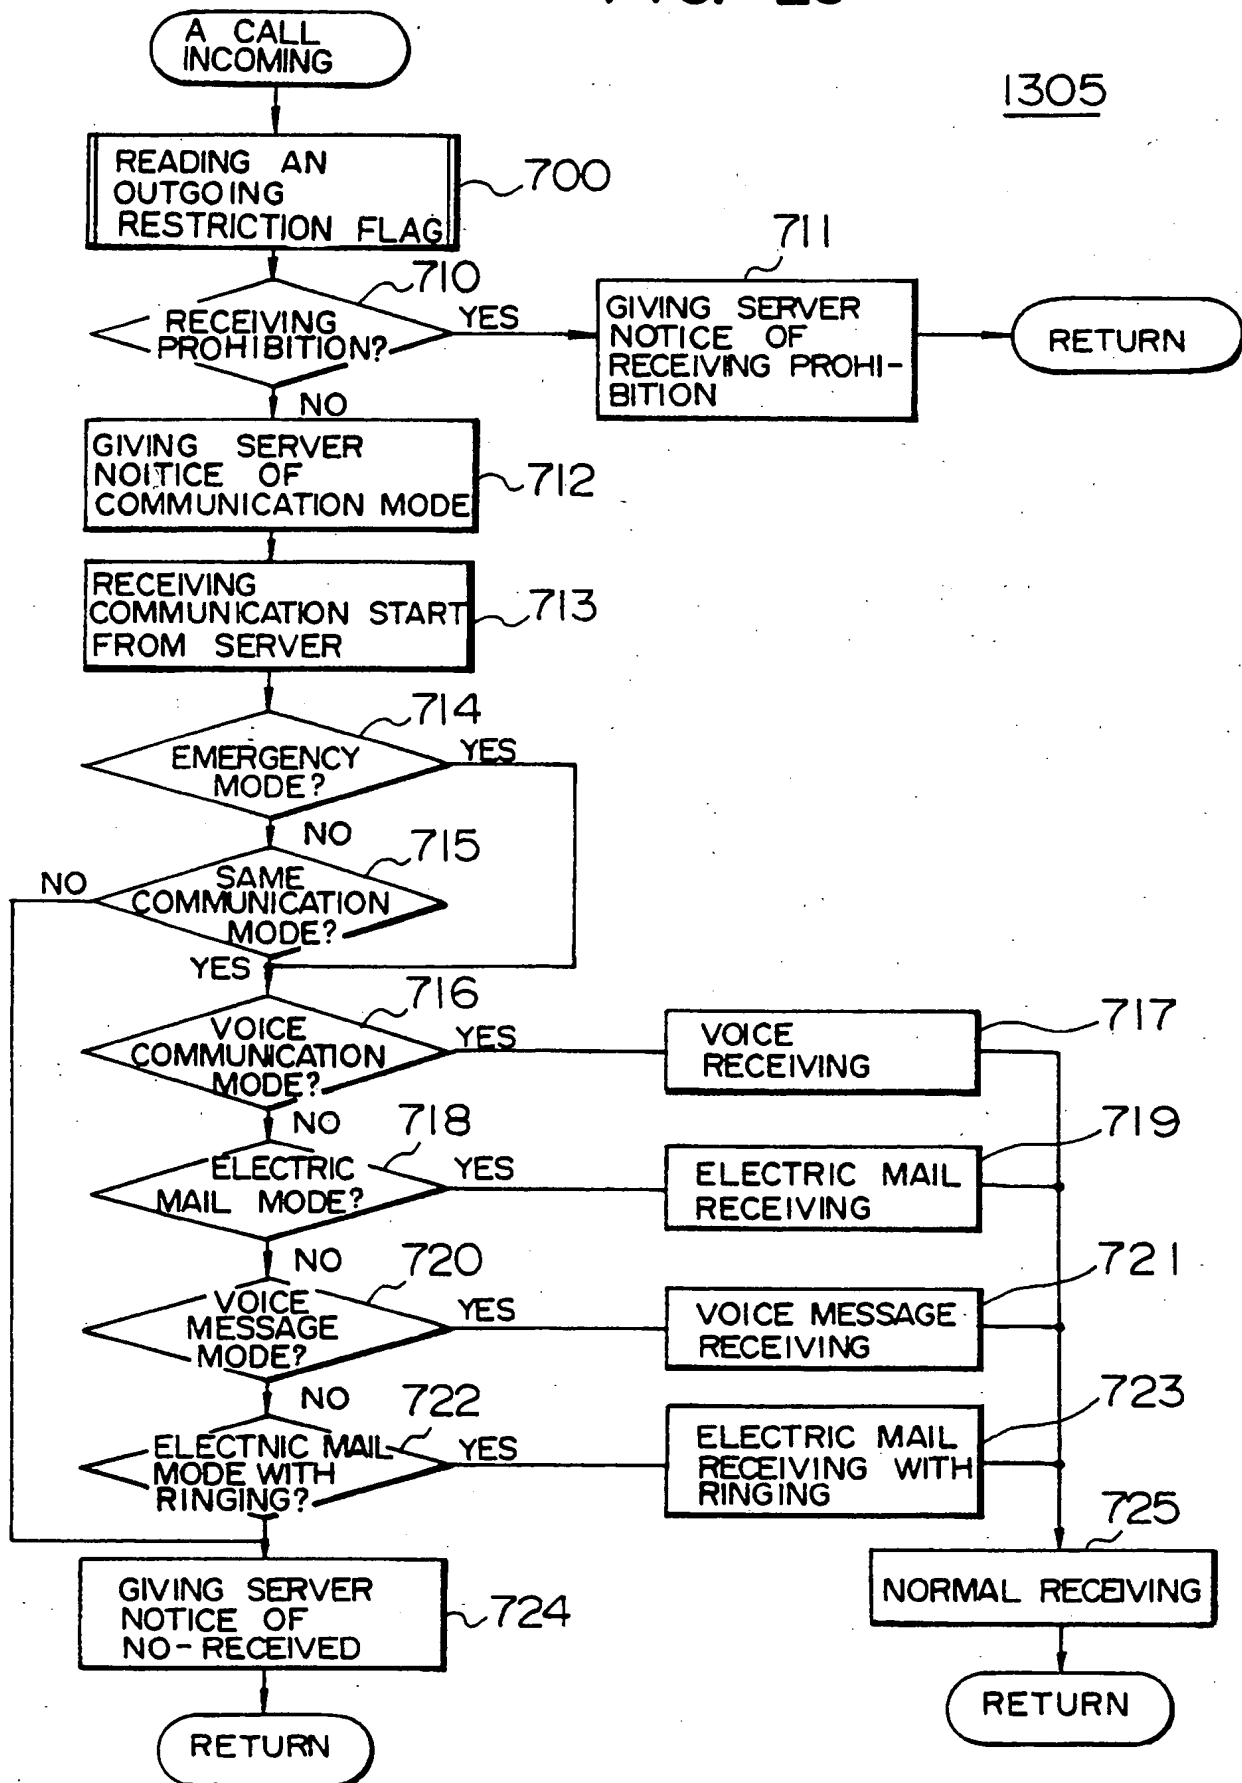 A CALL
INCOMING
1305
READING AN
OUTGOING
RESTRICTION FLAG
700
710
RECEIVING
PROHIBITION?
YES
711
GIVING SERVER
NOTICE OF
RECEIVING PROHI-
BITION
RETURN
NO
GIVING SERVER
NOITICE OF
COMMUNICATION MODE
712
RECEIVING
COMMUNICATION START
FROM SERVER
713
714
EMERGENCY
MODE?
YES
NO
715
NO
SAME
COMMUNICATION
MODE?
YES
716
VOICE
COMMUNICATION
MODE?
YES
VOICE
RECEIVING
717
NO
718
ELECTRIC
MAIL MODE?
YES
ELECTRIC MAIL
RECEIVING
719
NO
720
VOICE
MESSAGE
MODE?
YES
VOICE MESSAGE
RECEIVING
721
NO
722
ELECTNIC MAIL
MODE WITH
RINGING?
YES
ELECTRIC MAIL
RECEIVING WITH
RINGING
723
725
GIVING SERVER
NOTICE OF
NO-RECEIVED
724
NORMAL RECEIVING
RETURN
RETURN